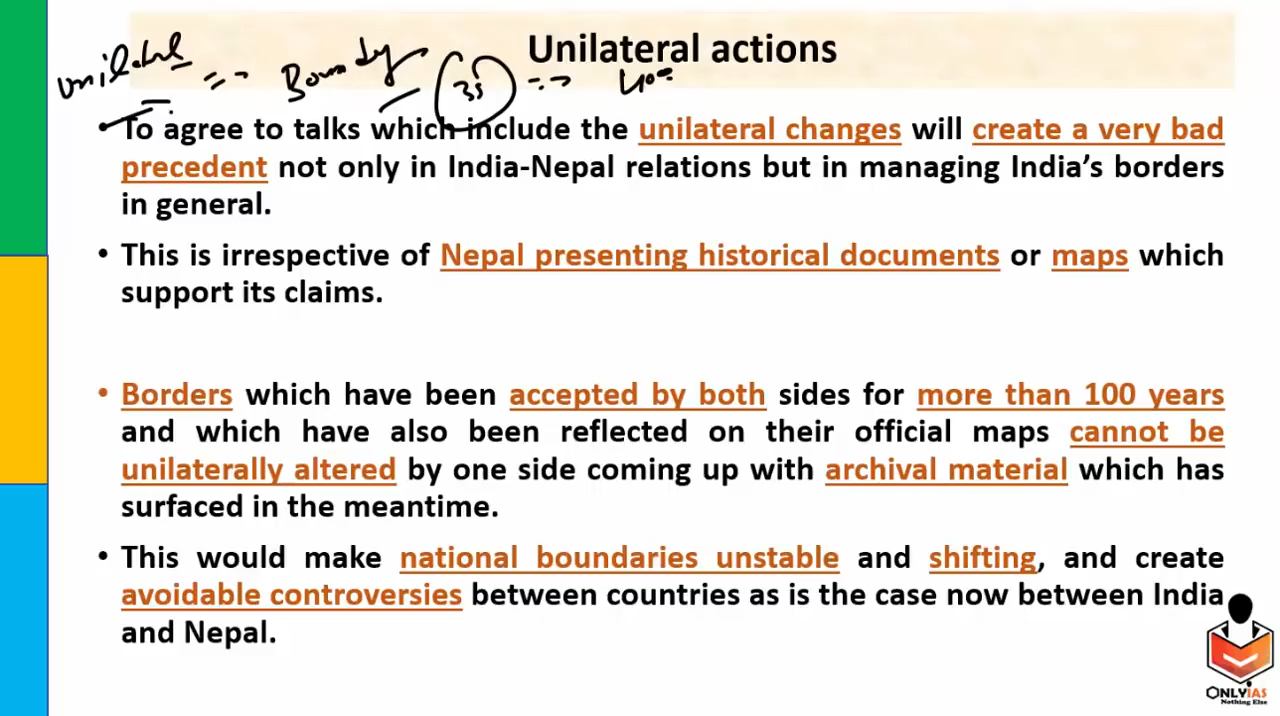 Unilateral actions
Boundary
35
• To agree to talks which include the unilateral changes will create a very bad
precedent not only in India-Nepal relations but in managing India’s borders
in general.
• This is irrespective of Nepal presenting historical documents or maps which
support its claims.
• Borders which have been accepted by both sides for more than 100 years
and which have also been reflected on their official maps cannot be
unilaterally altered by one side coming up with archival material which has
surfaced in the meantime.
• This would make national boundaries unstable and shifting, and create
avoidable controversies between countries as is the case now between India
and Nepal.
ONLYIAS
Nothing Else